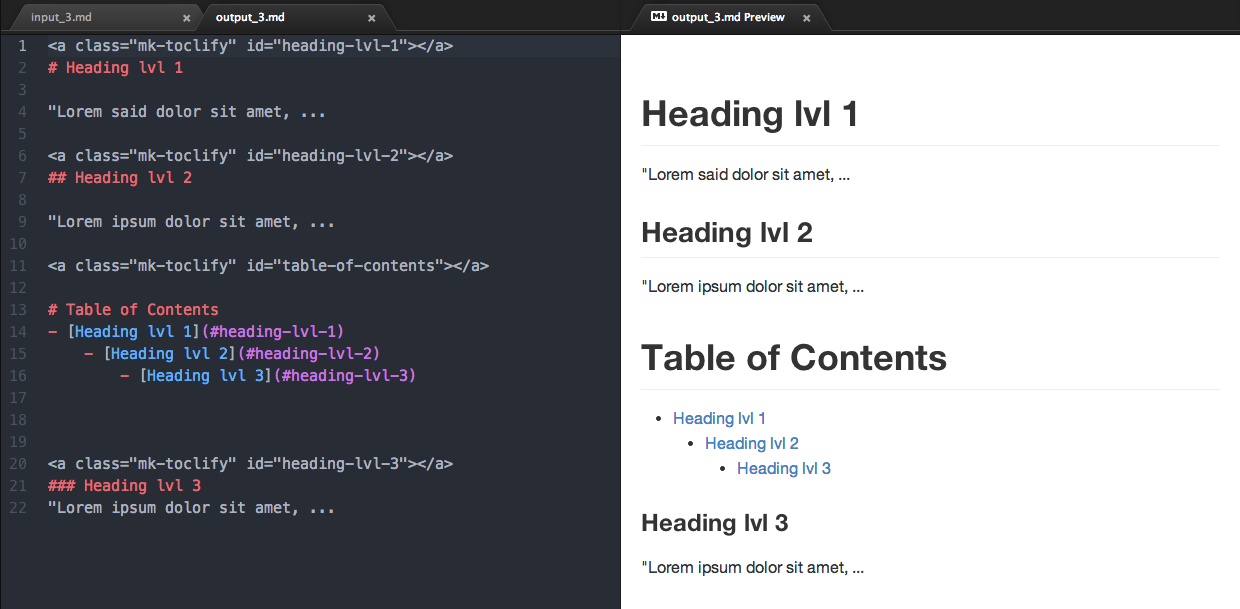 input_3.md
output_3.md
output_3.md Preview
1 <a class="mk-toclify" id="heading-lvl-1"></a>
2 # Heading lvl 1
3
4 "Lorem said dolor sit amet, ...
5
6 <a class="mk-toclify" id="heading-lvl-2"></a>
7 ## Heading lvl 2
8
9 "Lorem ipsum dolor sit amet, ...
10
11 <a class="mk-toclify" id="table-of-contents"></a>
12
13 # Table of Contents
14 - [Heading lvl 1](#heading-lvl-1)
15     - [Heading lvl 2](#heading-lvl-2)
16         - [Heading lvl 3](#heading-lvl-3)
17
18
19
20 <a class="mk-toclify" id="heading-lvl-3"></a>
21 ### Heading lvl 3
22 "Lorem ipsum dolor sit amet, ...
Heading lvl 1
"Lorem said dolor sit amet, ...
Heading lvl 2
"Lorem ipsum dolor sit amet, ...
Table of Contents
• Heading lvl 1
• Heading lvl 2
• Heading lvl 3
Heading lvl 3
"Lorem ipsum dolor sit amet, ...